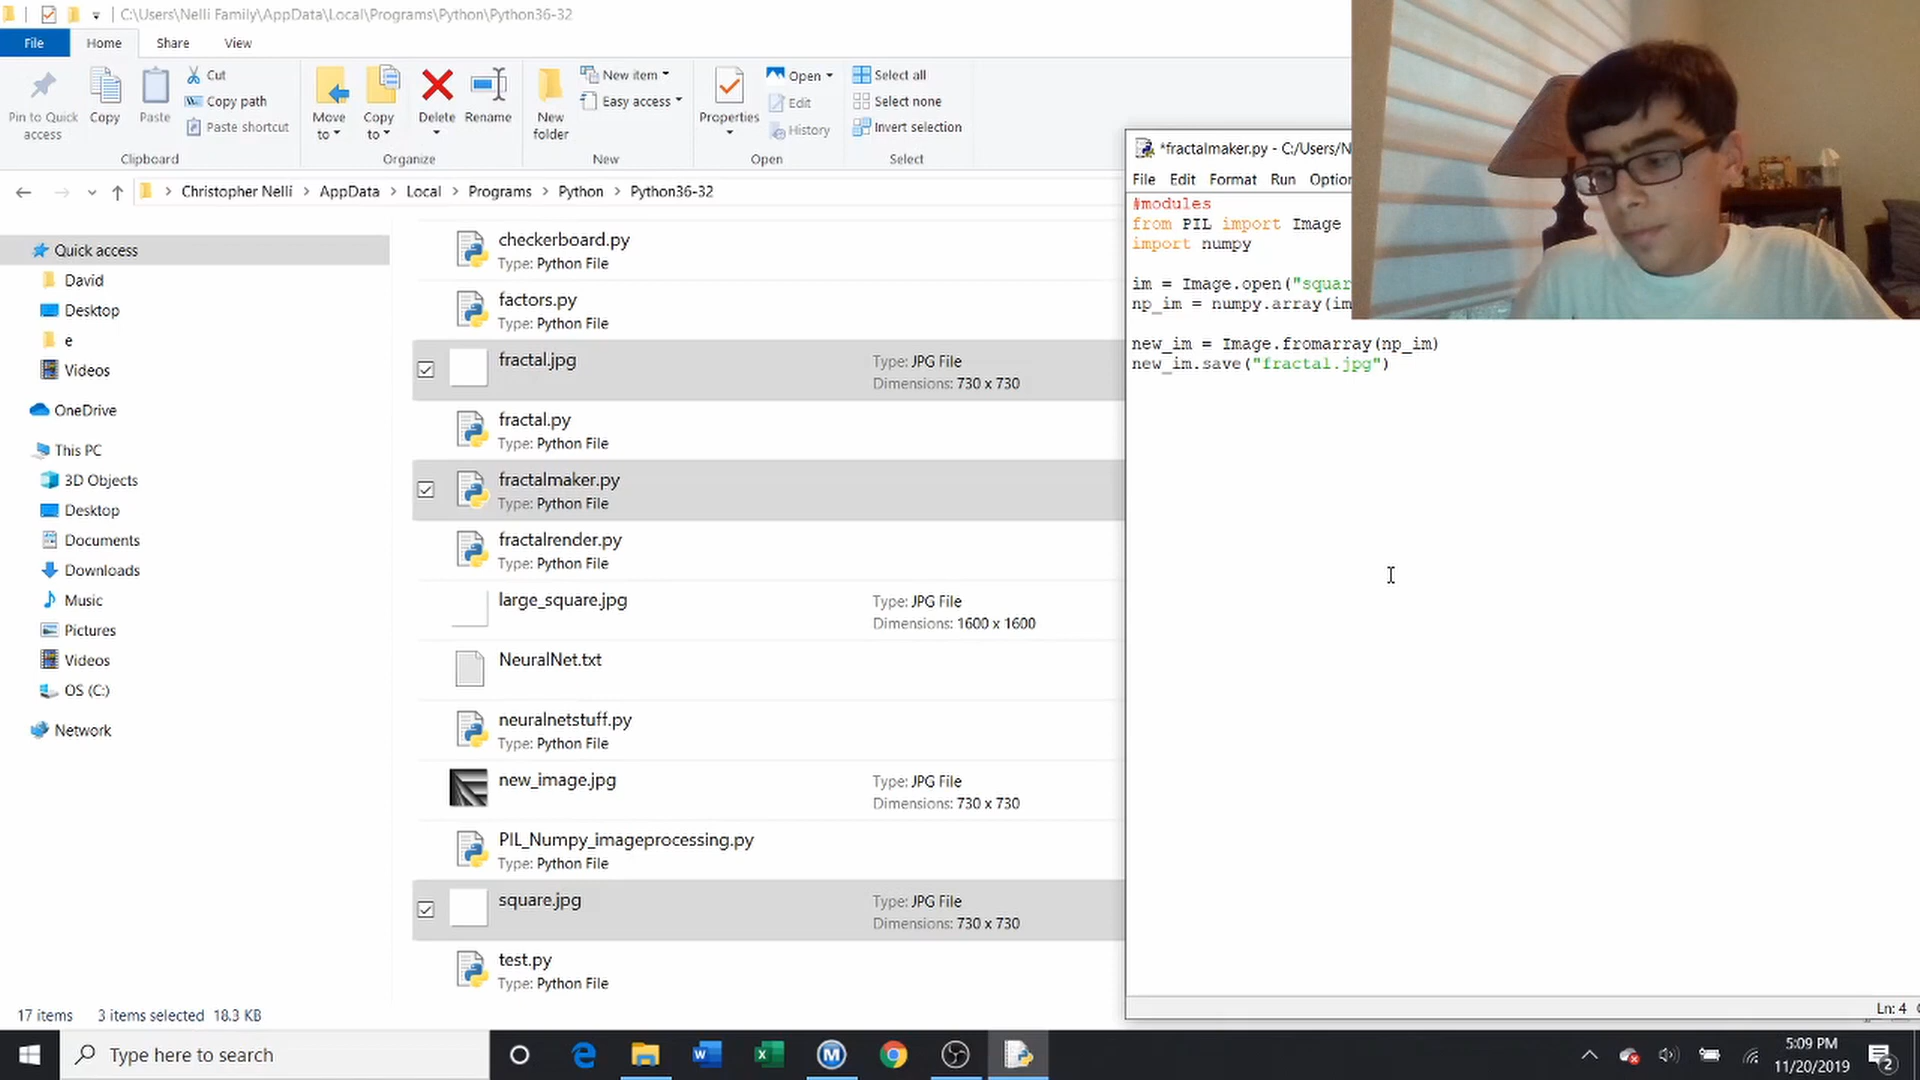 C:\Users\Nelli Family\AppData\Local\Programs\Python\Python36-32
File Home Share View
Pin to Quick access
Copy
Paste
Cut
Copy path
Paste shortcut
Clipboard
Move to
Copy to
Delete
Rename
Organize
New folder
New item
Easy access
New
Properties
Open
Edit
History
Open
Select all
Select none
Invert selection
Select
Christopher Nelli > AppData > Local > Programs > Python > Python36-32
Quick access
David
Desktop
e
Videos
OneDrive
This PC
3D Objects
Desktop
Documents
Downloads
Music
Pictures
Videos
OS (C:)
Network
checkerboard.py
Type: Python File
factors.py
Type: Python File
fractal.jpg
Type: JPG File
Dimensions: 730 x 730
fractal.py
Type: Python File
fractalmaker.py
Type: Python File
fractalrender.py
Type: Python File
large_square.jpg
Type: JPG File
Dimensions: 1600 x 1600
NeuralNet.txt
neuralnetstuff.py
Type: Python File
new_image.jpg
Type: JPG File
Dimensions: 730 x 730
PIL_Numpy_imageprocessing.py
Type: Python File
square.jpg
Type: JPG File
Dimensions: 730 x 730
test.py
Type: Python File
17 items 3 items selected 18.3 KB
*fractalmaker.py - C:/Users/N
File Edit Format Run Option
#modules
from PIL import Image
import numpy
im = Image.open("squar
np_im = numpy.array(im
new_im = Image.fromarray(np_im)
new_im.save("fractal.jpg")
Ln: 4
Type here to search
5:09 PM
11/20/2019
2